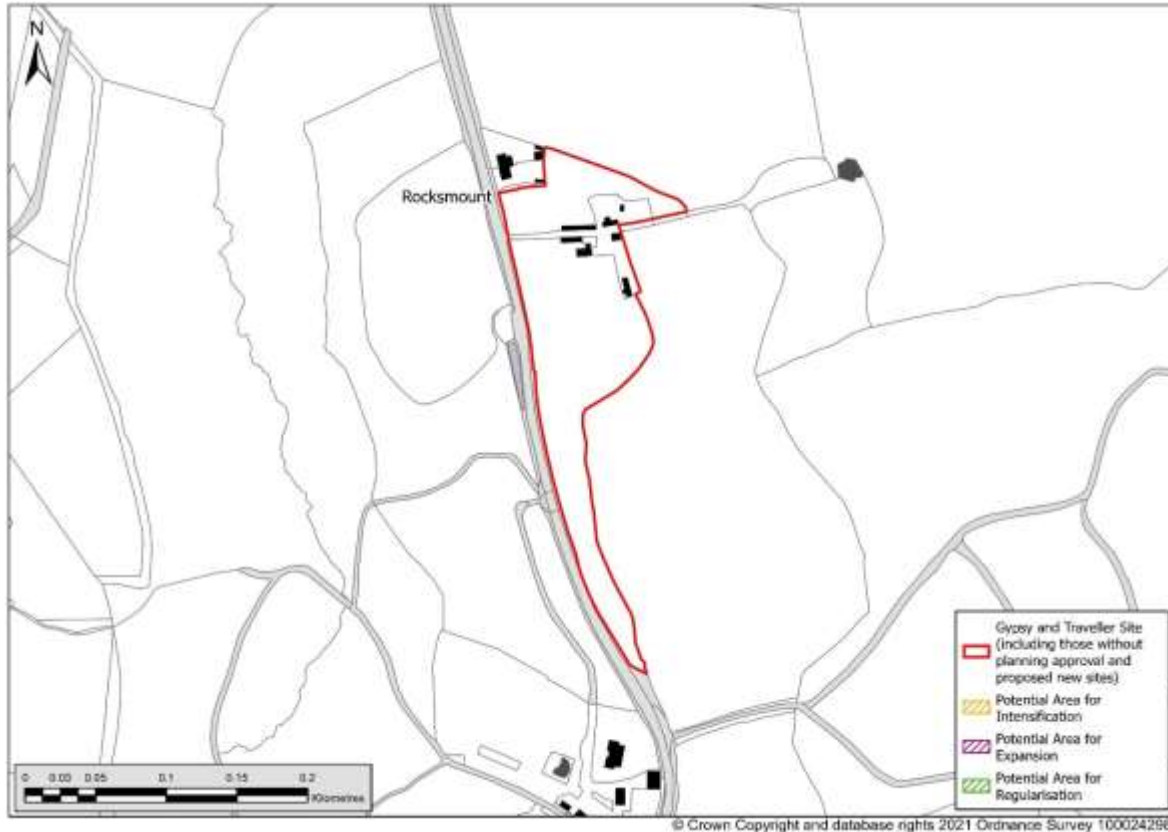 N
Rocksmount
Gypsy and Traveller Site
(including those without
planning approval and
proposed new sites)
Potential Area for
Intensification
Potential Area for
Expansion
Potential Area for
Regularisation
0 0.03 0.05 0.1 0.15 0.2
Kilometres
© Crown Copyright and database rights 2021 Ordnance Survey 100024298